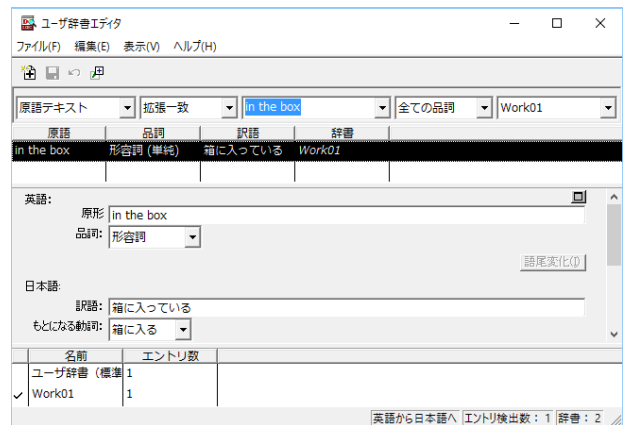 ユーザ辞書エディタ
ファイル(F) 編集(E) 表示(V) ヘルプ(H)
原語テキスト 拡張一致 in the box 全ての品詞 Work01
原語 品詞 訳語 辞書
in the box 形容詞 (単純) 箱に入っている Work01
英語:
原形 in the box
品詞: 形容詞
語尾変化(I)
日本語:
訳語: 箱に入っている
もとになる動詞: 箱に入る
名前 エントリ数
ユーザ辞書 (標準 1
✓ Work01 1
英語から日本語へ エントリ検出数: 1 辞書: 2